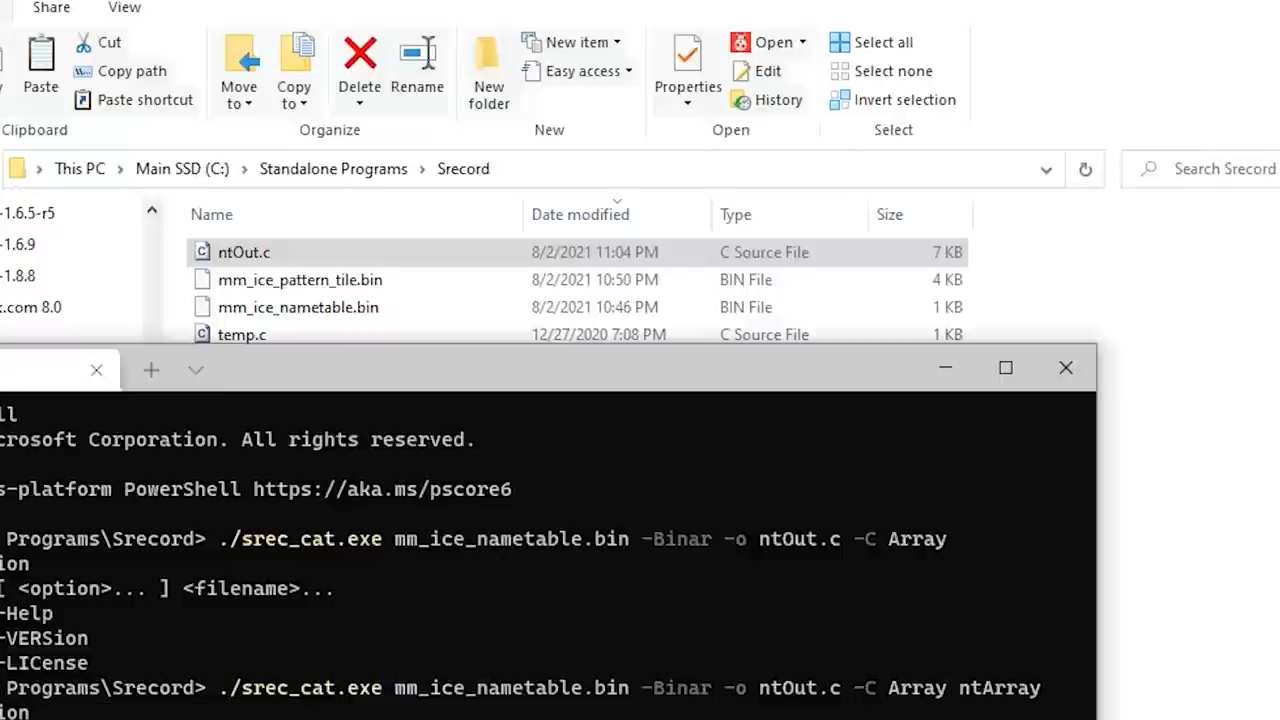 Share View
Paste
Cut
Copy path
Paste shortcut
Clipboard
Move to
Copy to
Delete
Rename
Organize
New folder
New item
Easy access
New
Properties
Open
Edit
History
Open
Select all
Select none
Invert selection
Select
This PC Main SSD (C:) Standalone Programs Srecord
Search Srecord
-1.6.5-r5
-1.6.9
-1.8.8
k.com 8.0
Name Date modified Type Size
ntOut.c 8/2/2021 11:04 PM C Source File 7 KB
mm_ice_pattern_tile.bin 8/2/2021 10:50 PM BIN File 4 KB
mm_ice_nametable.bin 8/2/2021 10:46 PM BIN File 1 KB
temp.c 12/27/2020 7:08 PM C Source File 1 KB
ll
crosoft Corporation. All rights reserved.
s-platform PowerShell https://aka.ms/pscore6
Programs\Srecord> ./srec_cat.exe mm_ice_nametable.bin -Binar -o ntOut.c -C Array
ion
[ <option>... ] <filename>...
-Help
-VERSion
-LICense
Programs\Srecord> ./srec_cat.exe mm_ice_nametable.bin -Binar -o ntOut.c -C Array ntArray
ion